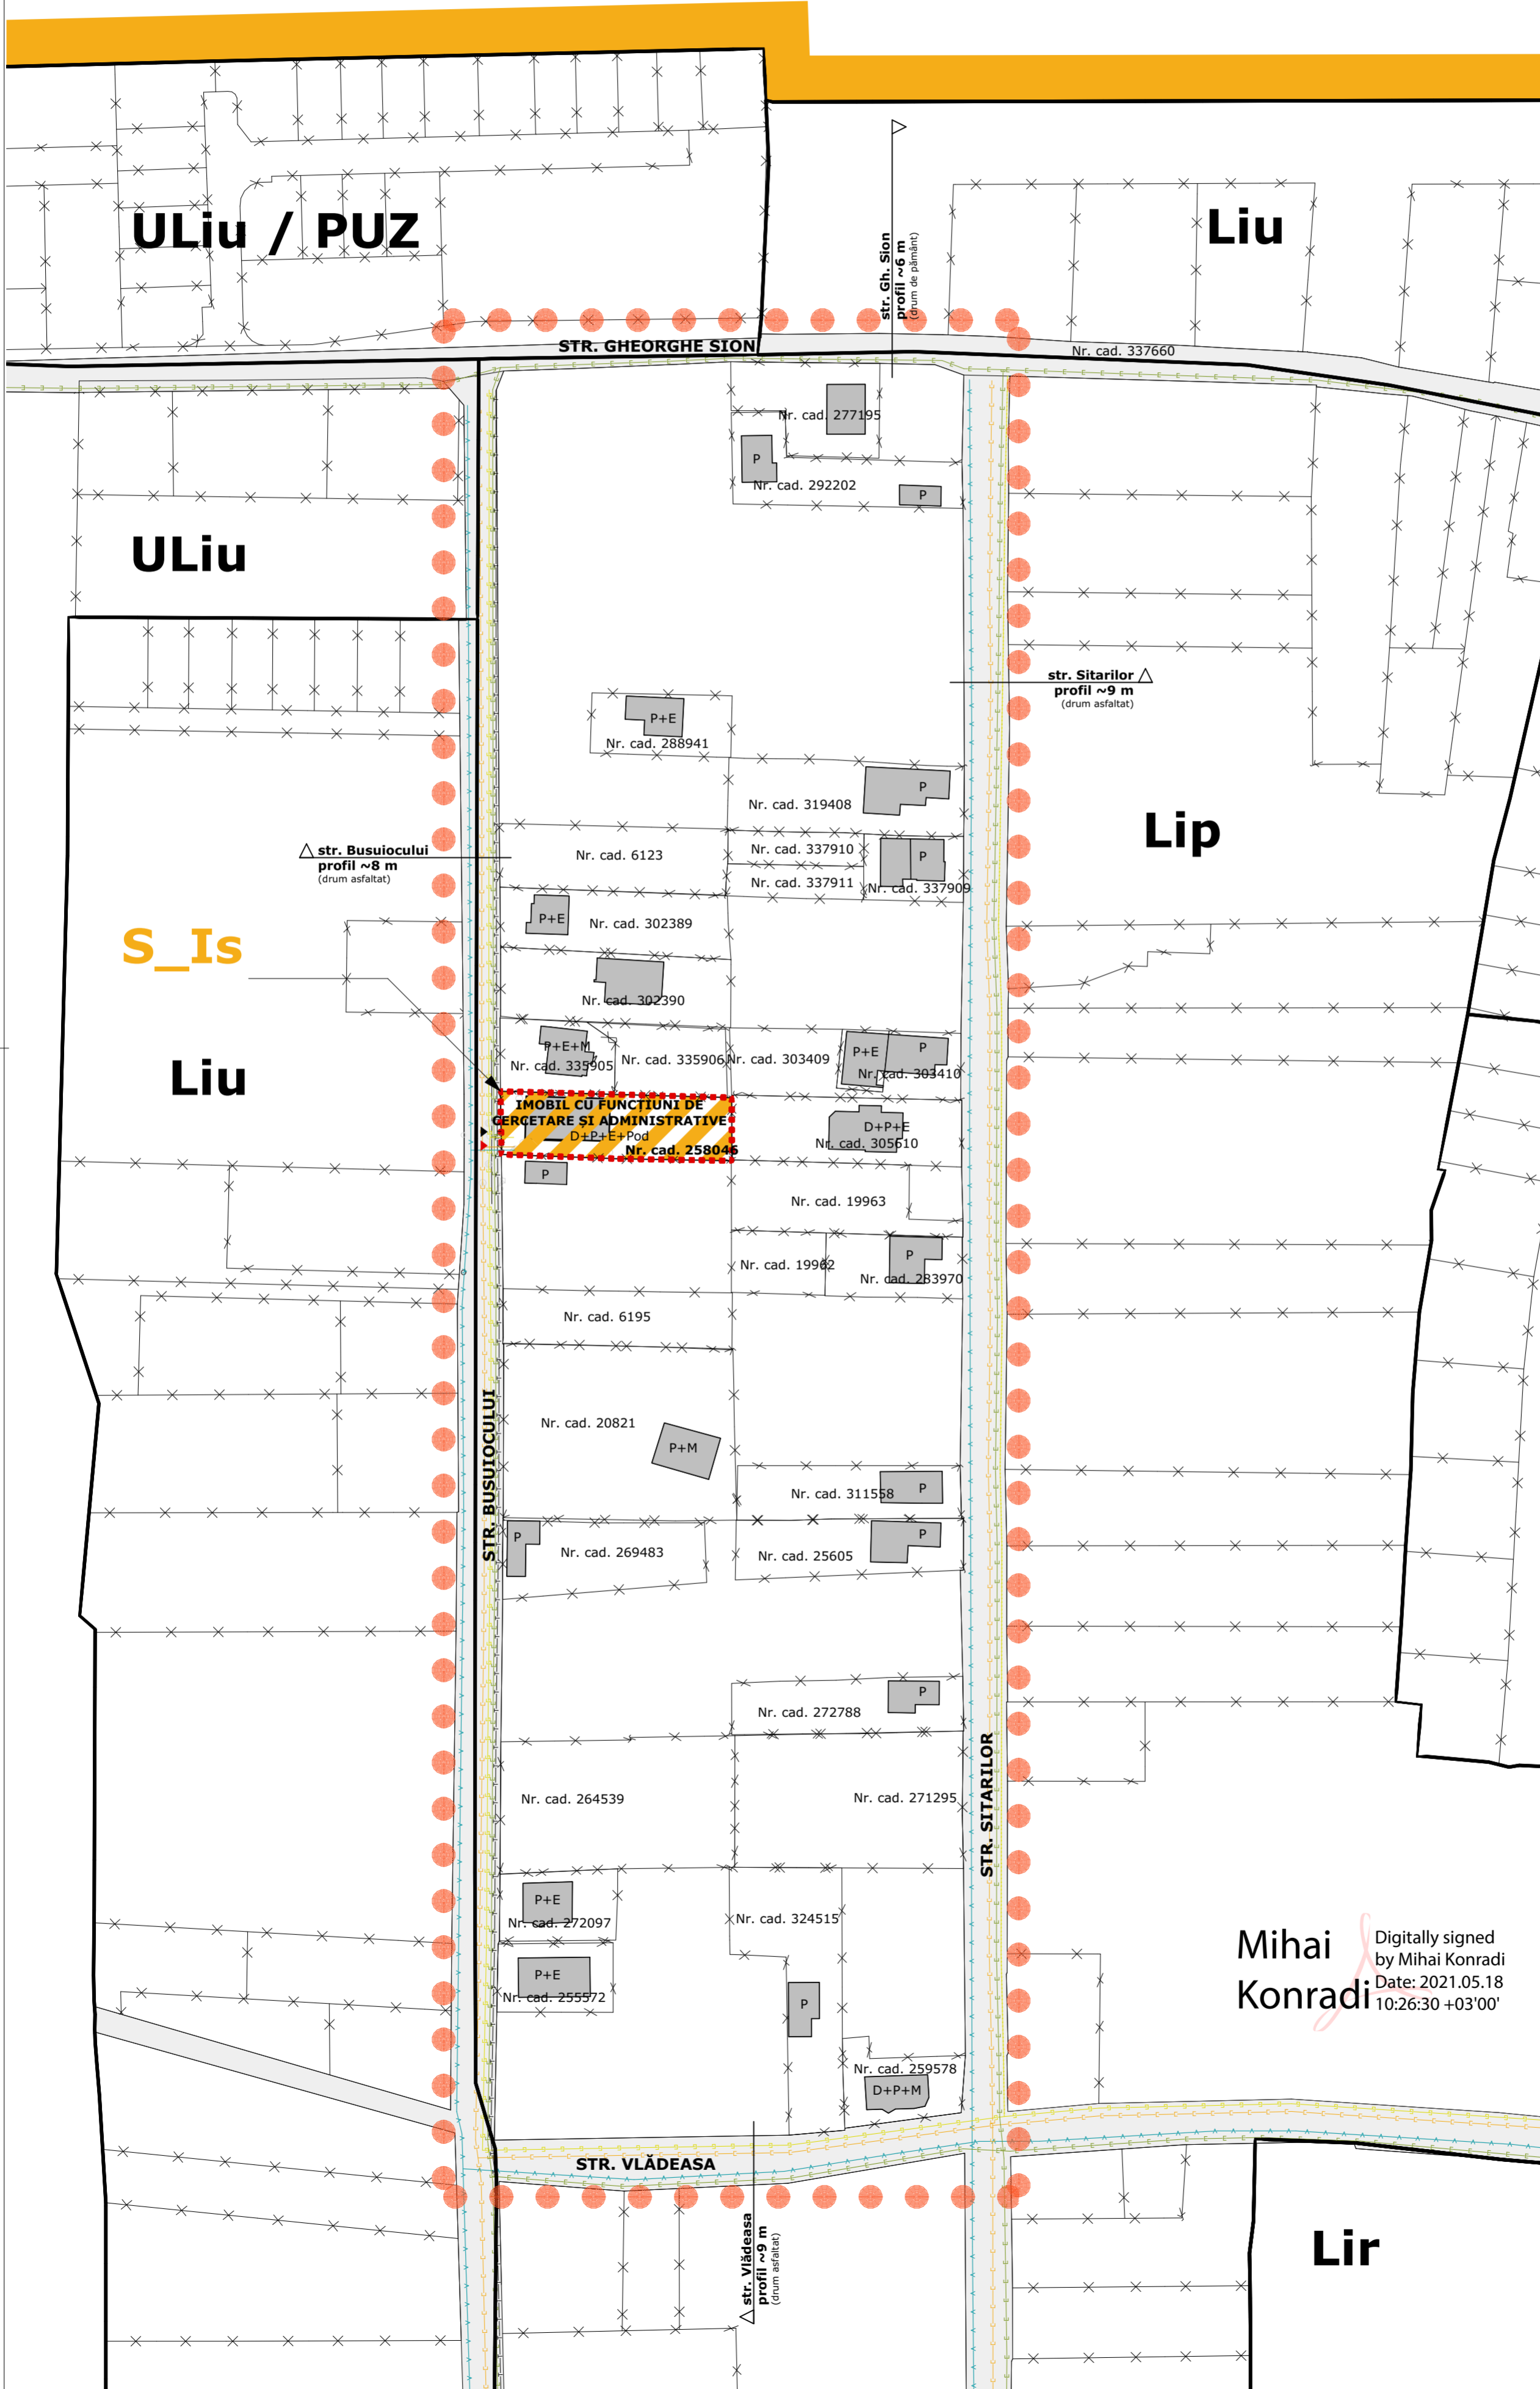 ULiu / PUZ
Liu
str. Gh. Sion
profil ~6 m
(drum de pământ)
STR. GHEORGHE SION
Nr. cad. 337660
Nr. cad. 277195
P
Nr. cad. 292202
P
ULiu
str. Sitarilor
profil ~9 m
(drum asfaltat)
P+E
Nr. cad. 288941
P
Nr. cad. 319408
Lip
str. Busuiocului
profil ~8 m
(drum asfaltat)
Nr. cad. 6123
Nr. cad. 337910
P
Nr. cad. 337911
Nr. cad. 337909
P+E
Nr. cad. 302389
S_Is
Nr. cad. 302390
P+E+M
Nr. cad. 335905
Nr. cad. 335906
Nr. cad. 303409
P+E
P
Nr. cad. 303410
Liu
IMOBIL CU FUNCȚIUNI DE
CERCETARE ȘI ADMINISTRATIVE
D+P+E+Pod
Nr. cad. 258046
D+P+E
Nr. cad. 305610
P
Nr. cad. 19963
P
Nr. cad. 19962
Nr. cad. 283970
Nr. cad. 6195
STR. BUSUIOCULUI
Nr. cad. 20821
P+M
P
Nr. cad. 311558
P
Nr. cad. 269483
P
Nr. cad. 25605
P
Nr. cad. 272788
STR. SITARILOR
Nr. cad. 264539
Nr. cad. 271295
P+E
Nr. cad. 272097
Nr. cad. 324515
P+E
Nr. cad. 255572
P
Mihai
Konradi
Digitally signed
by Mihai Konradi
Date: 2021.05.18
10:26:30 +03'00'
Nr. cad. 259578
D+P+M
STR. VLĂDEASA
str. Vlădeasa
profil ~9 m
(drum asfaltat)
Lir